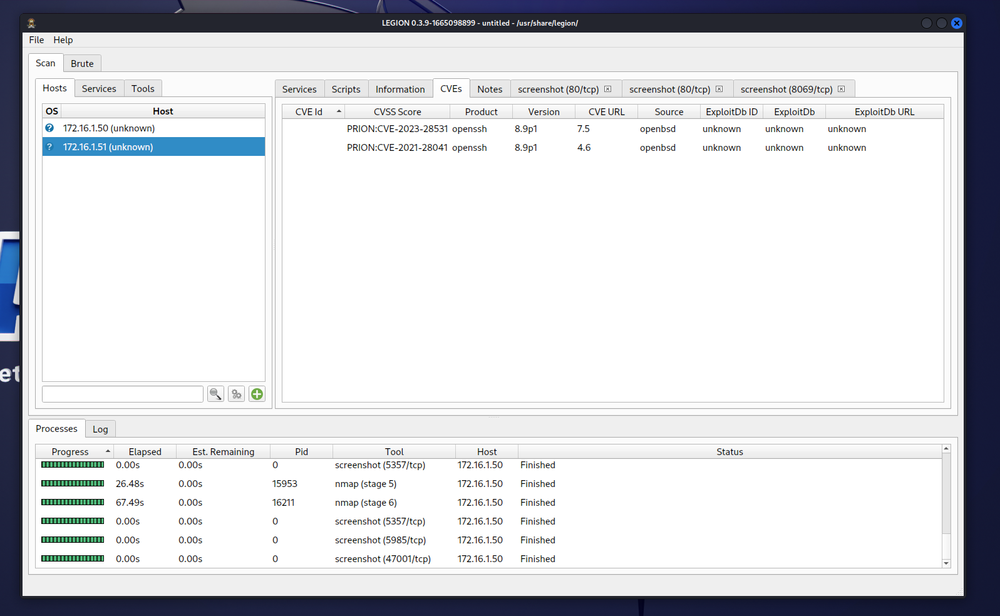 LEGION 0.3.9-1665098899 - untitled - /usr/share/legion/
File Help
Scan Brute
Hosts Services Tools
Services Scripts Information CVEs Notes screenshot (80/tcp) screenshot (80/tcp) screenshot (8069/tcp)
OS Host
172.16.1.50 (unknown)
172.16.1.51 (unknown)
CVE Id CVSS Score Product Version CVE URL Source ExploitDb ID ExploitDb ExploitDb URL
PRION:CVE-2023-28531 openssh 8.9p1 7.5 openbsd unknown unknown unknown
PRION:CVE-2021-28041 openssh 8.9p1 4.6 openbsd unknown unknown unknown
et
Processes Log
Progress Elapsed Est. Remaining Pid Tool Host Status
0.00s 0.00s 0 screenshot (5357/tcp) 172.16.1.50 Finished
26.48s 0.00s 15953 nmap (stage 5) 172.16.1.50 Finished
67.49s 0.00s 16211 nmap (stage 6) 172.16.1.50 Finished
0.00s 0.00s 0 screenshot (5357/tcp) 172.16.1.50 Finished
0.00s 0.00s 0 screenshot (5985/tcp) 172.16.1.50 Finished
0.00s 0.00s 0 screenshot (47001/tcp) 172.16.1.50 Finished